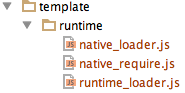 template
runtime
native_loader.js
native_require.js
runtime_loader.js